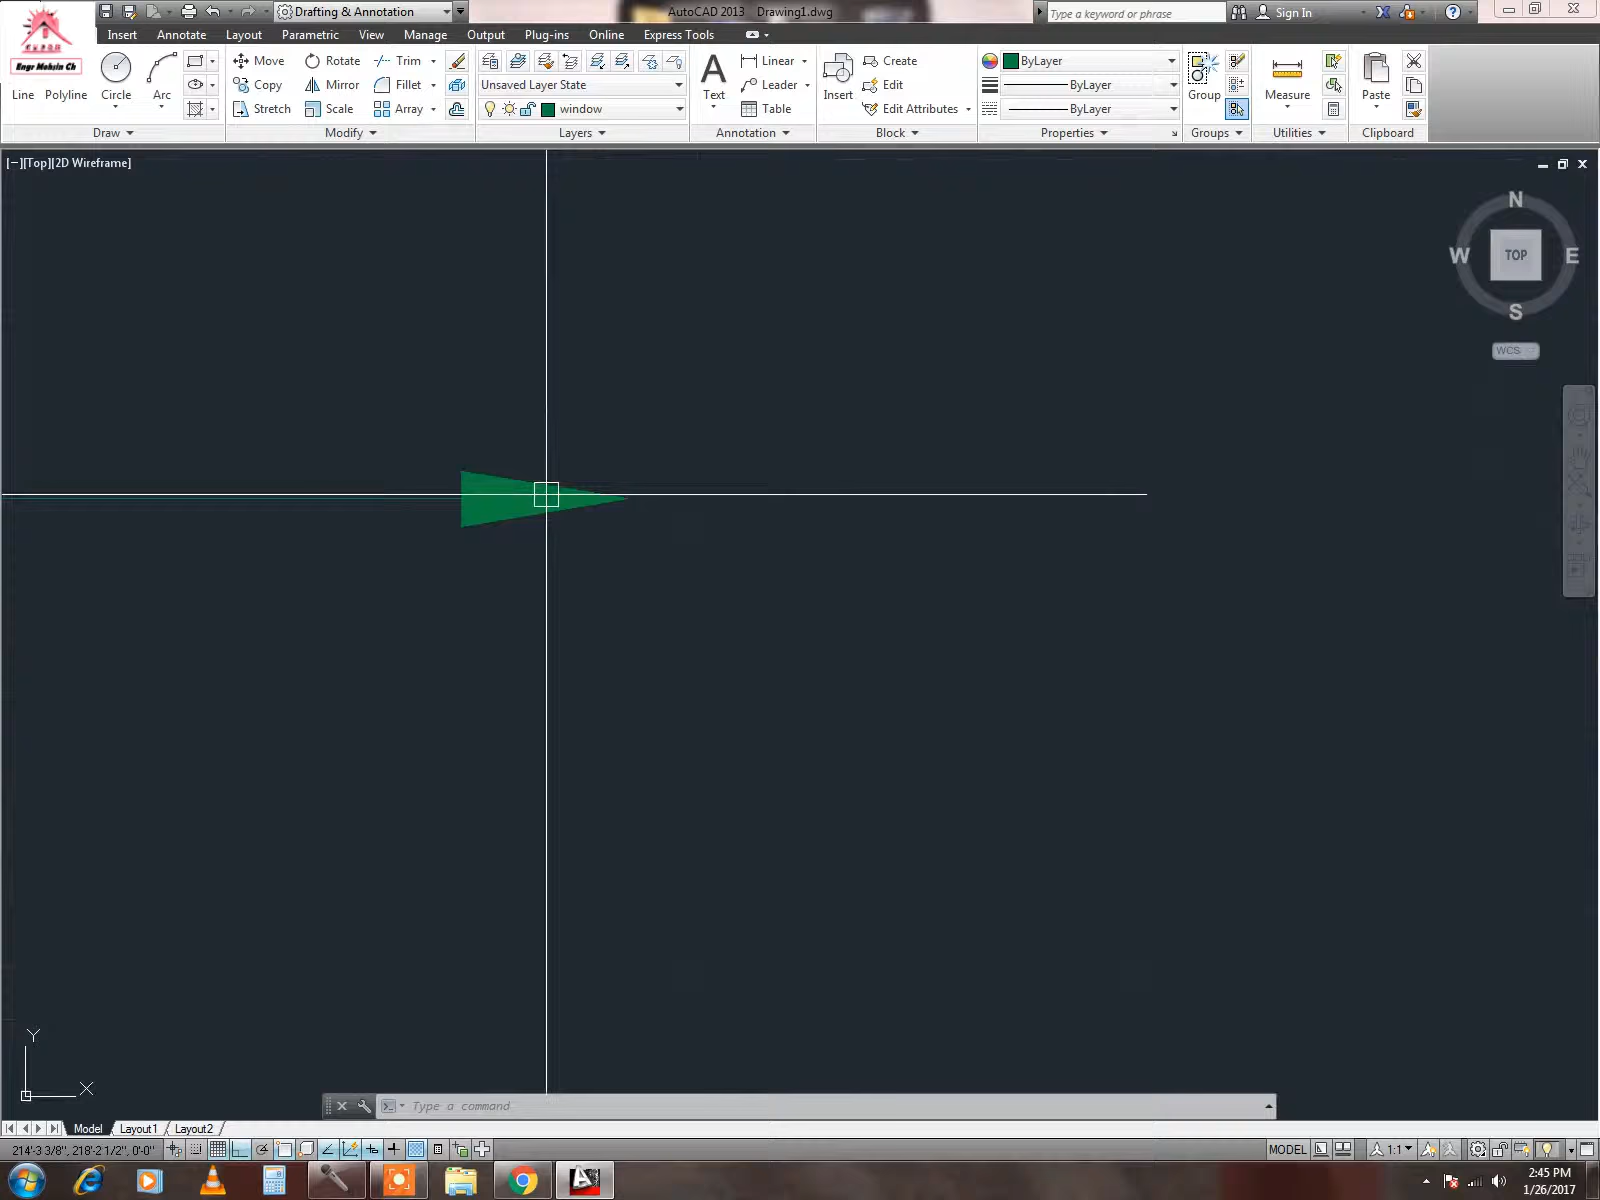 Drafting & Annotation
AutoCAD 2013 Drawing1.dwg
Type a keyword or phrase
Sign In
Engr Mohsin Ch
Insert Annotate Layout Parametric View Manage Output Plug-ins Online Express Tools
Line Polyline Circle Arc
Move Rotate Trim
Copy Mirror Fillet
Stretch Scale Array
Unsaved Layer State
window
Text
Linear
Leader
Table
Insert
Create
Edit
Edit Attributes
ByLayer
ByLayer
ByLayer
Group
Measure
Paste
Draw Modify Layers Annotation Block Properties Groups Utilities Clipboard
[−][Top][2D Wireframe]
N
W TOP E
S
WCS
Y
X
Type a command
Model Layout1 Layout2
214'-3 3/8", 218'-2 1/2", 0'-0"
MODEL
1:1
2:45 PM
1/26/2017